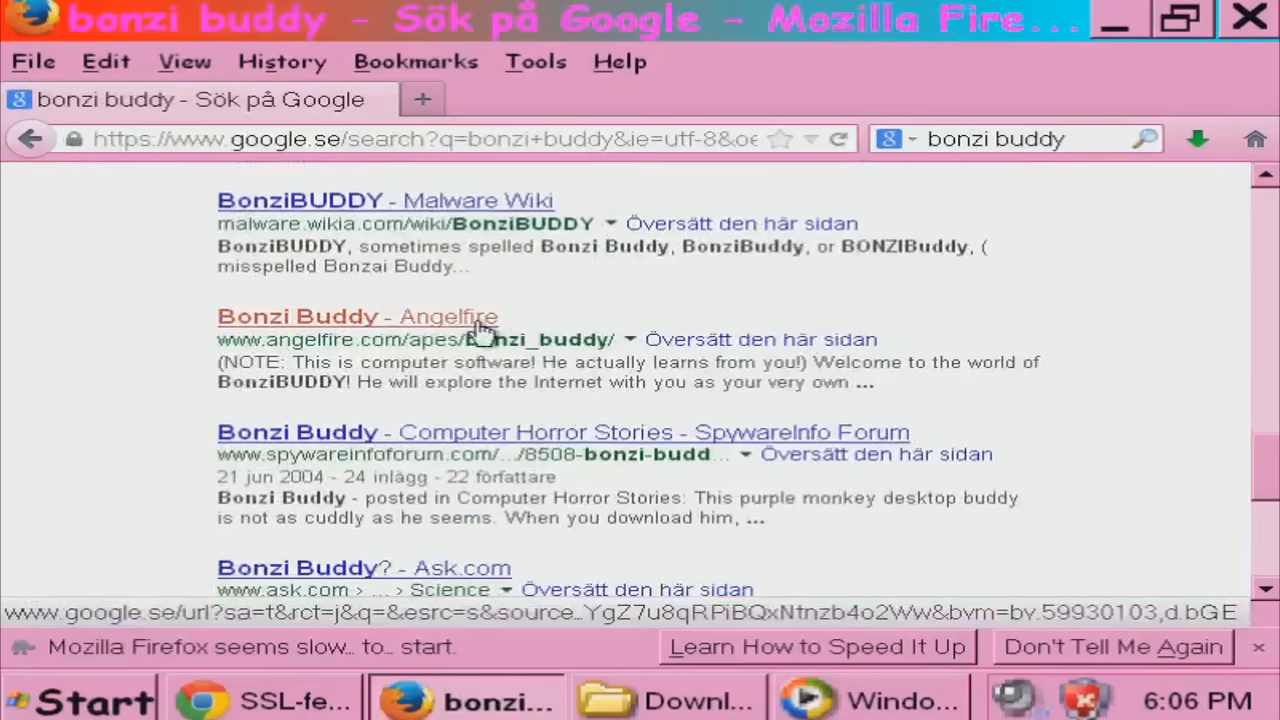 bonzi buddy - Sök på Google - Mozilla Fire...
File Edit View History Bookmarks Tools Help
bonzi buddy - Sök på Google
https://www.google.se/search?q=bonzi+buddy&ie=utf-8&oe
bonzi buddy
BonziBUDDY - Malware Wiki
malware.wikia.com/wiki/BonziBUDDY Översätt den här sidan
BonziBUDDY, sometimes spelled Bonzi Buddy, BonziBuddy, or BONZIBuddy, (
misspelled Bonzai Buddy...
Bonzi Buddy - Angelfire
www.angelfire.com/apes/bonzi_buddy/ Översätt den här sidan
(NOTE: This is computer software! He actually learns from you!) Welcome to the world of
BonziBUDDY! He will explore the Internet with you as your very own ...
Bonzi Buddy - Computer Horror Stories - SpywareInfo Forum
www.spywareinfoforum.com/.../8508-bonzi-budd... Översätt den här sidan
21 jun 2004 - 24 inlägg - 22 författare
Bonzi Buddy - posted in Computer Horror Stories: This purple monkey desktop buddy
is not as cuddly as he seems. When you download him, ...
Bonzi Buddy? - Ask.com
www.ask.com › ... › Science Översätt den här sidan
www.google.se/url?sa=t&rct=j&q=&esrc=s&source...YgZ7u8qRPiBQxNtnzb4o2Ww&bvm=bv.59930103,d.bGE
Mozilla Firefox seems slow... to... start. Learn How to Speed It Up Don't Tell Me Again
Start SSL-fe... bonzi... Downl... Windo... 6:06 PM